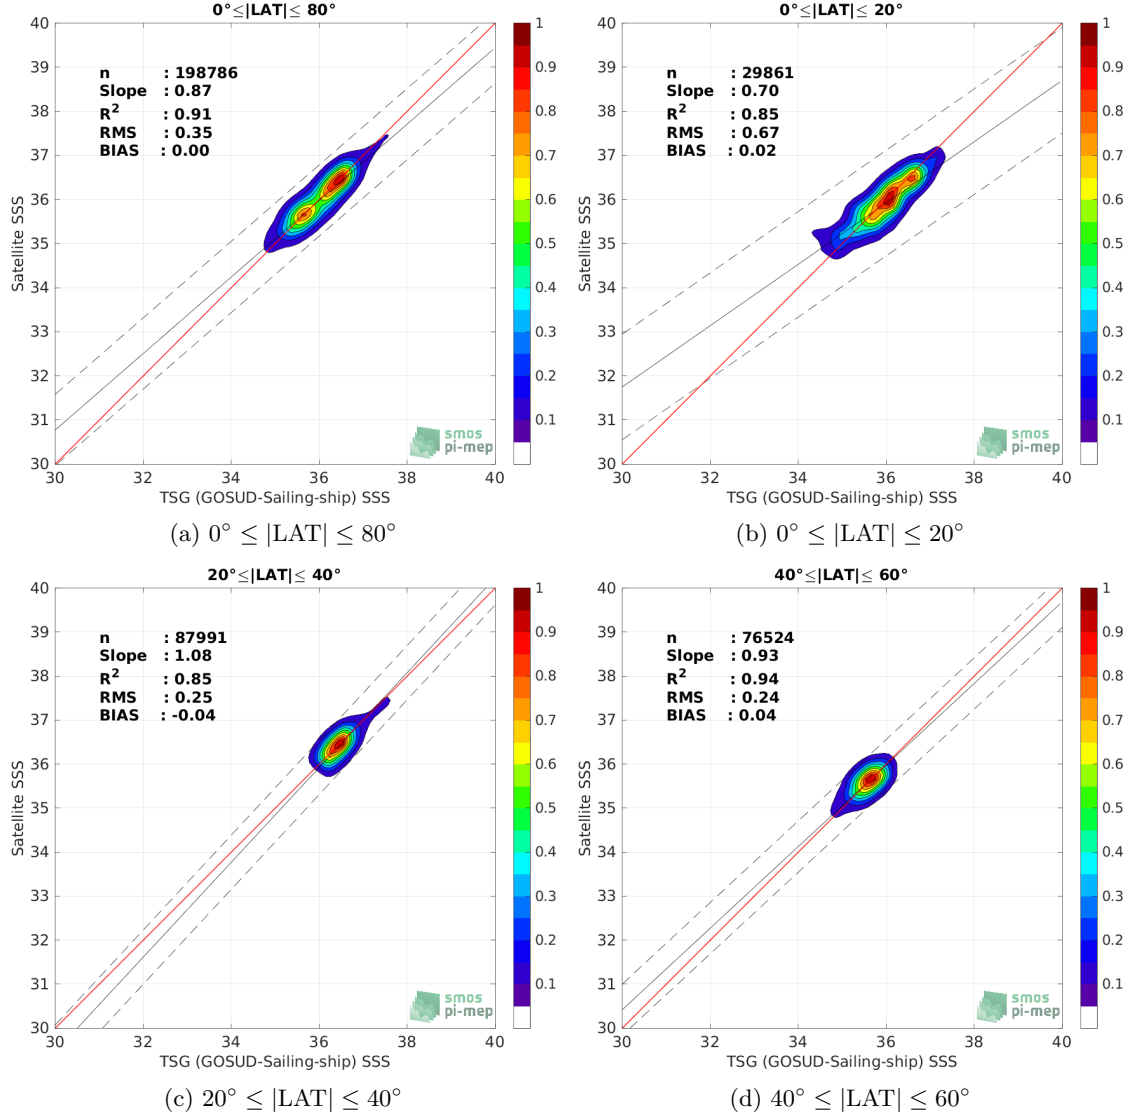 0°≤|LAT|≤ 80°
n : 198786
Slope : 0.87
R² : 0.91
RMS : 0.35
BIAS : 0.00
40
39
38
37
36
35
34
33
32
31
30
30 32 34 36 38 40
Satellite SSS
TSG (GOSUD-Sailing-ship) SSS
1
0.9
0.8
0.7
0.6
0.5
0.4
0.3
0.2
0.1
smos
pi-mep
(a) 0° ≤ |LAT| ≤ 80°
0°≤|LAT|≤ 20°
n : 29861
Slope : 0.70
R² : 0.85
RMS : 0.67
BIAS : 0.02
40
39
38
37
36
35
34
33
32
31
30
30 32 34 36 38 40
Satellite SSS
TSG (GOSUD-Sailing-ship) SSS
1
0.9
0.8
0.7
0.6
0.5
0.4
0.3
0.2
0.1
smos
pi-mep
(b) 0° ≤ |LAT| ≤ 20°
20°≤|LAT|≤ 40°
n : 87991
Slope : 1.08
R² : 0.85
RMS : 0.25
BIAS : -0.04
40
39
38
37
36
35
34
33
32
31
30
30 32 34 36 38 40
Satellite SSS
TSG (GOSUD-Sailing-ship) SSS
1
0.9
0.8
0.7
0.6
0.5
0.4
0.3
0.2
0.1
smos
pi-mep
(c) 20° ≤ |LAT| ≤ 40°
40°≤|LAT|≤ 60°
n : 76524
Slope : 0.93
R² : 0.94
RMS : 0.24
BIAS : 0.04
40
39
38
37
36
35
34
33
32
31
30
30 32 34 36 38 40
Satellite SSS
TSG (GOSUD-Sailing-ship) SSS
1
0.9
0.8
0.7
0.6
0.5
0.4
0.3
0.2
0.1
smos
pi-mep
(d) 40° ≤ |LAT| ≤ 60°